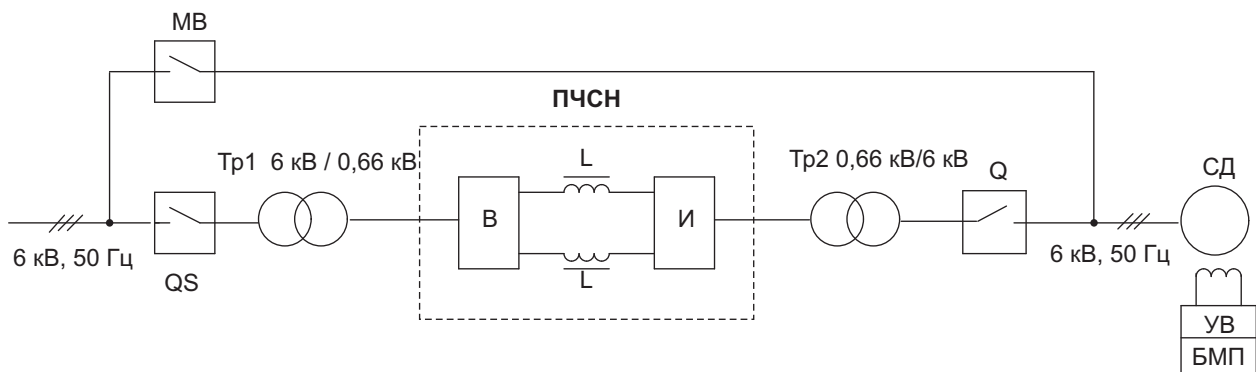 МВ
ПЧСН
Тр1 6 кВ / 0,66 кВ
L
Тр2 0,66 кВ/6 кВ
Q
СД
В
И
6 кВ, 50 Гц
QS
L
6 кВ, 50 Гц
УВ
БМП